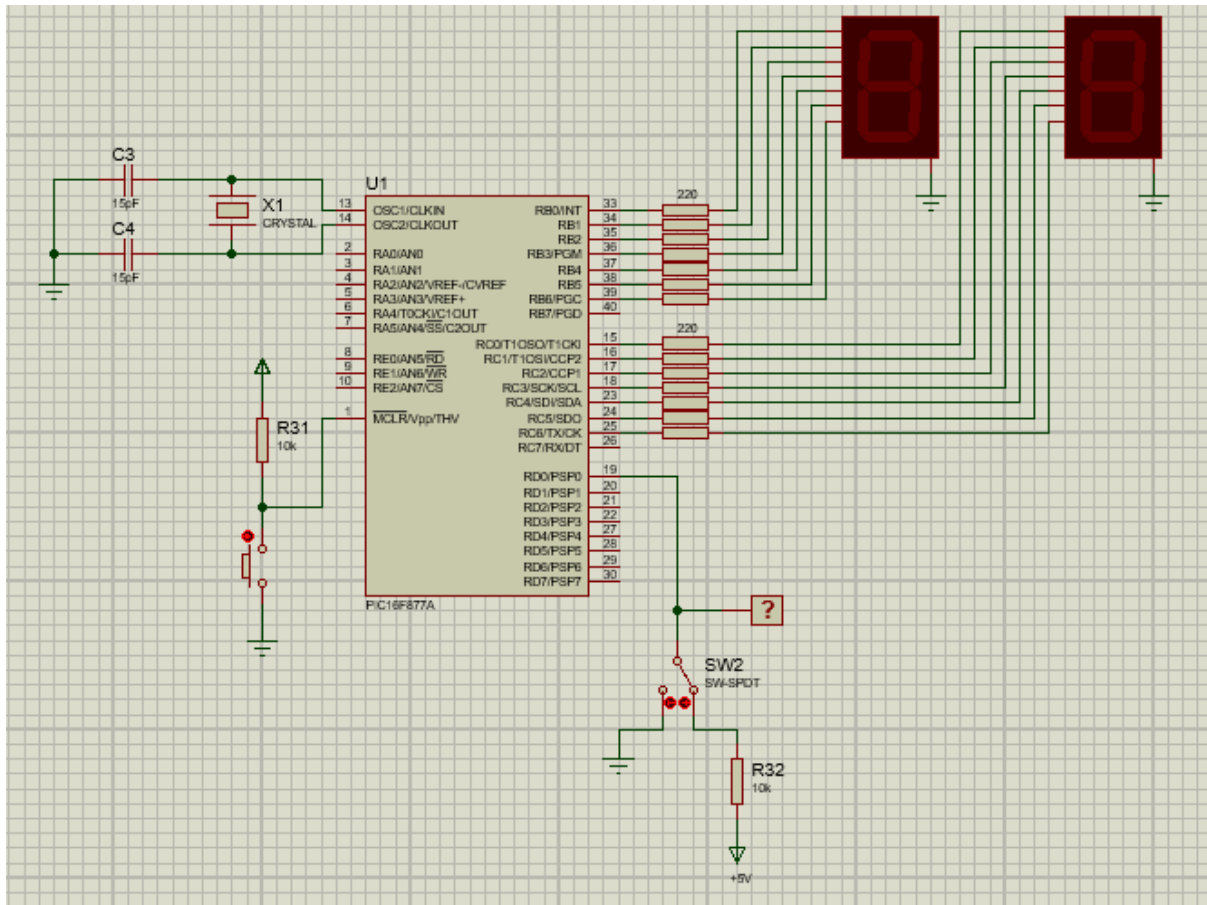 C3
15pF
X1
CRYSTAL
C4
15pF
U1
13 OSC1/CLKIN
14 OSC2/CLKOUT
2 RA0/AN0
3 RA1/AN1
4 RA2/AN2/VREF-/CVREF
5 RA3/AN3/VREF+
6 RA4/T0CKI/C1OUT
7 RA5/AN4/SS/C2OUT
8 RE0/AN5/RD
9 RE1/AN6/WR
10 RE2/AN7/CS
1 MCLR/Vpp/THV
RB0/INT 33
RB1 34
RB2 35
RB3/PGM 36
RB4 37
RB5 38
RB6/PGC 39
RB7/PGD 40
RC0/T1OSO/T1CKI 15
RC1/T1OSI/CCP2 16
RC2/CCP1 17
RC3/SCK/SCL 18
RC4/SDI/SDA 23
RC5/SDO 24
RC6/TX/CK 25
RC7/RX/DT 26
RD0/PSP0 19
RD1/PSP1 20
RD2/PSP2 21
RD3/PSP3 22
RD4/PSP4 27
RD5/PSP5 28
RD6/PSP6 29
RD7/PSP7 30
PIC16F877A
220
220
R31
10k
?
SW2
SW-SPDT
R32
10k
+5V